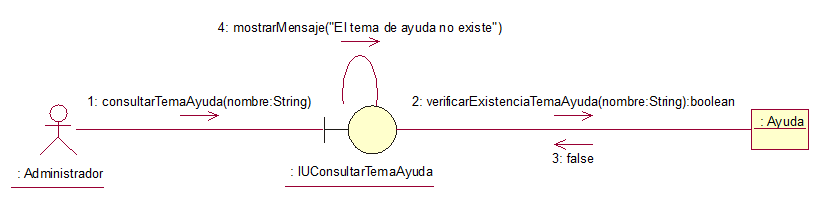 4: mostrarMensaje("El tema de ayuda no existe")
1: consultarTemaAyuda(nombre:String)
2: verificarExistenciaTemaAyuda(nombre:String):boolean
: Ayuda
3: false
: Administrador
: IUConsultarTemaAyuda